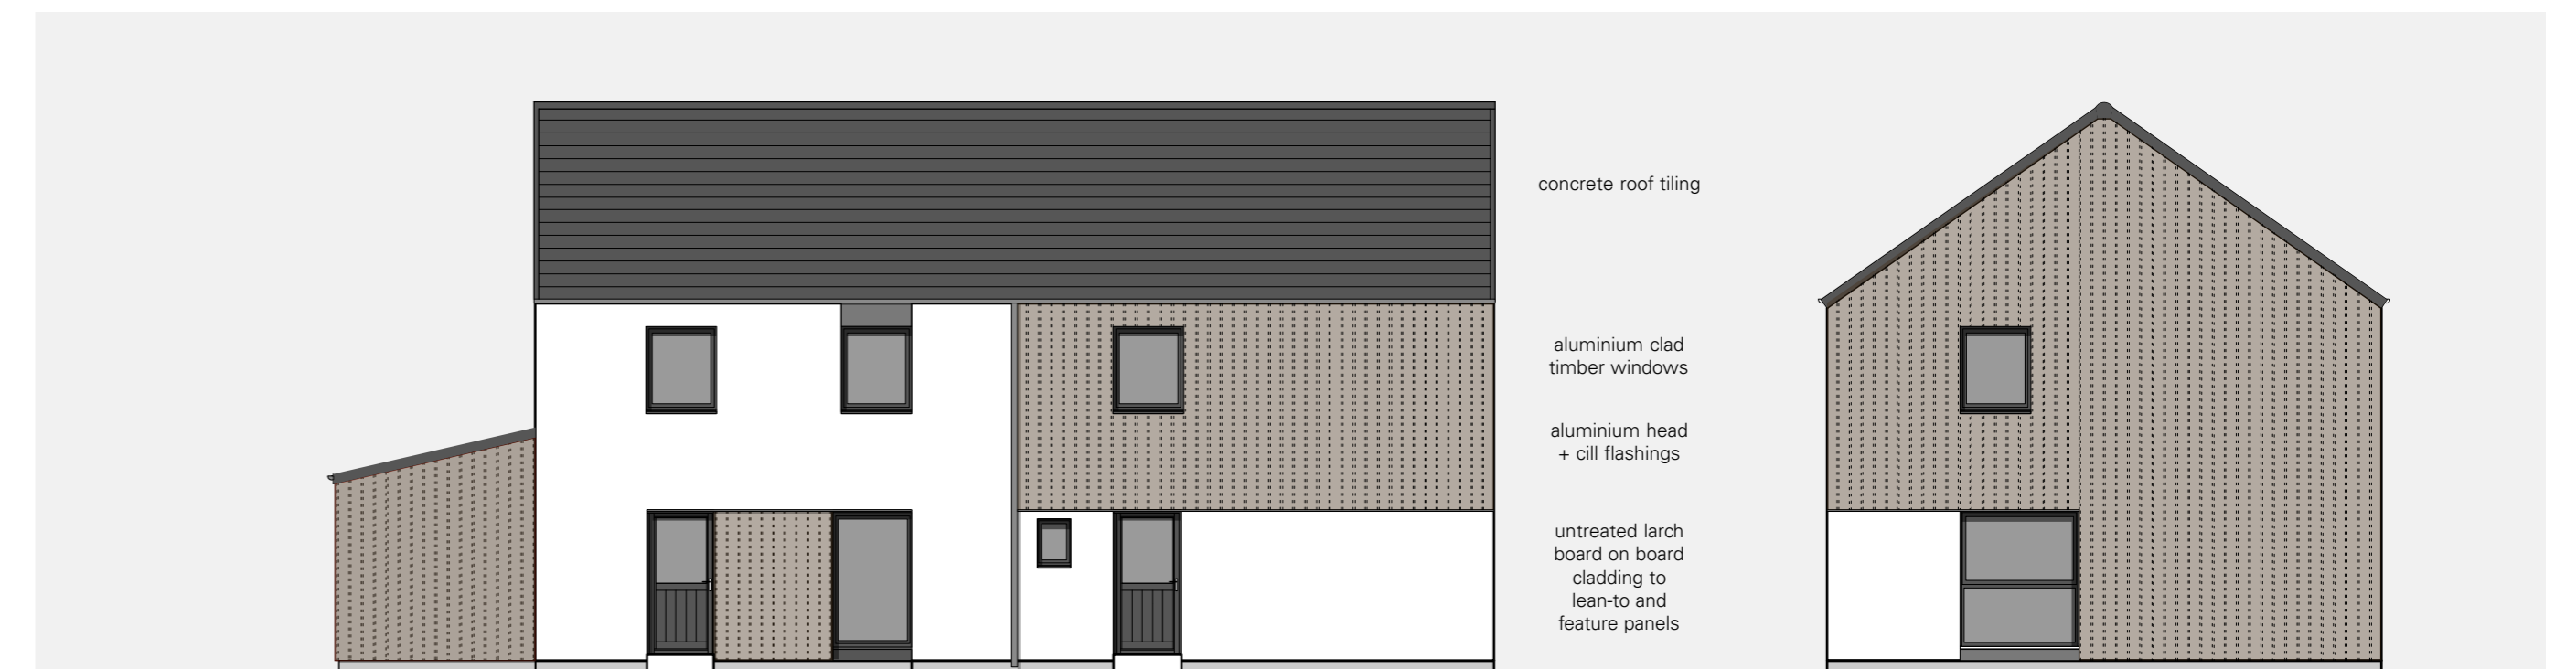 concrete roof tiling
aluminium clad
timber windows
aluminium head
+ cill flashings
untreated larch
board on board
cladding to
lean-to and
feature panels